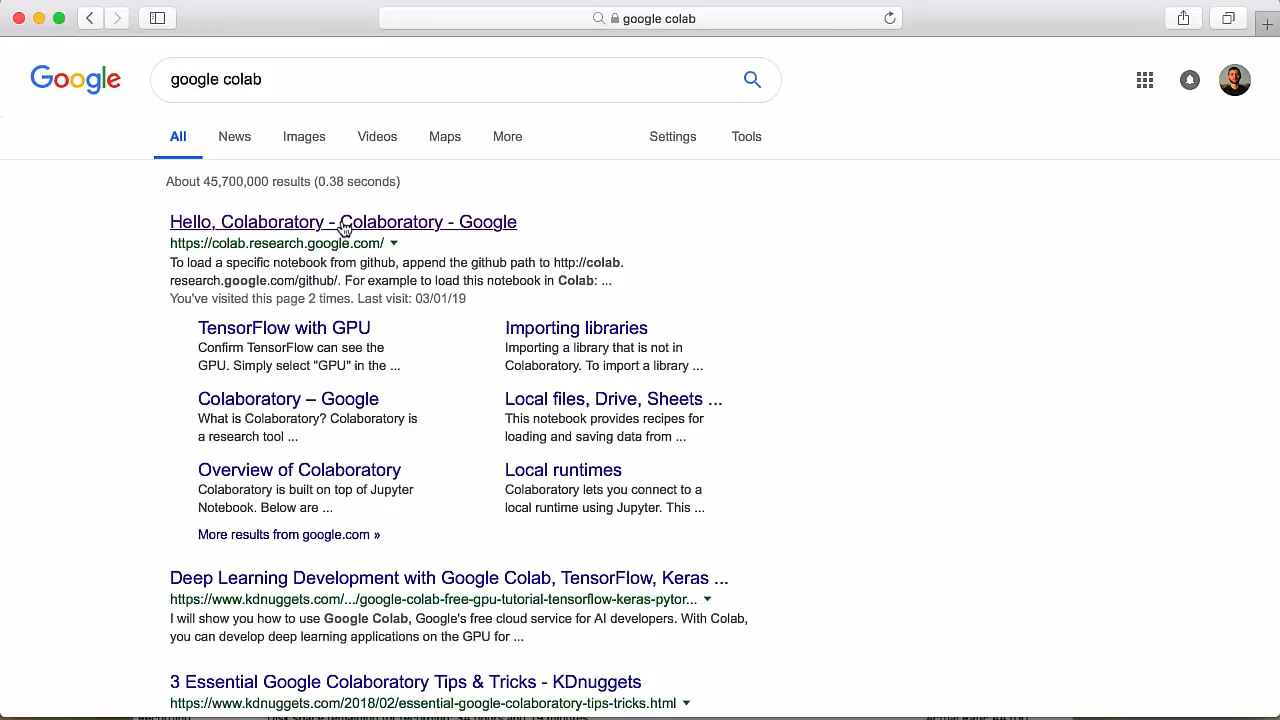 google colab
Google
google colab
All News Images Videos Maps More Settings Tools
About 45,700,000 results (0.38 seconds)
Hello, Colaboratory - Colaboratory - Google
https://colab.research.google.com/
To load a specific notebook from github, append the github path to http://colab.
research.google.com/github/. For example to load this notebook in Colab: ...
You've visited this page 2 times. Last visit: 03/01/19
TensorFlow with GPU
Confirm TensorFlow can see the
GPU. Simply select "GPU" in the ...
Importing libraries
Importing a library that is not in
Colaboratory. To import a library ...
Colaboratory – Google
What is Colaboratory? Colaboratory is
a research tool ...
Local files, Drive, Sheets ...
This notebook provides recipes for
loading and saving data from ...
Overview of Colaboratory
Colaboratory is built on top of Jupyter
Notebook. Below are ...
Local runtimes
Colaboratory lets you connect to a
local runtime using Jupyter. This ...
More results from google.com »
Deep Learning Development with Google Colab, TensorFlow, Keras ...
https://www.kdnuggets.com/.../google-colab-free-gpu-tutorial-tensorflow-keras-pytor...
I will show you how to use Google Colab, Google's free cloud service for AI developers. With Colab,
you can develop deep learning applications on the GPU for ...
3 Essential Google Colaboratory Tips & Tricks - KDnuggets
https://www.kdnuggets.com/2018/02/essential-google-colaboratory-tips-tricks.html